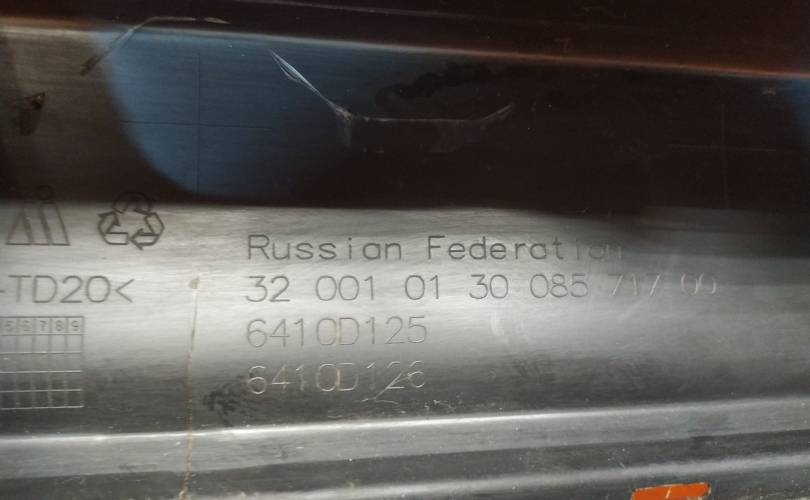 Russian Federation
-TD20< 32 001 01 30 085 717 00
5 6 7 8 9
6410D125
6410D126